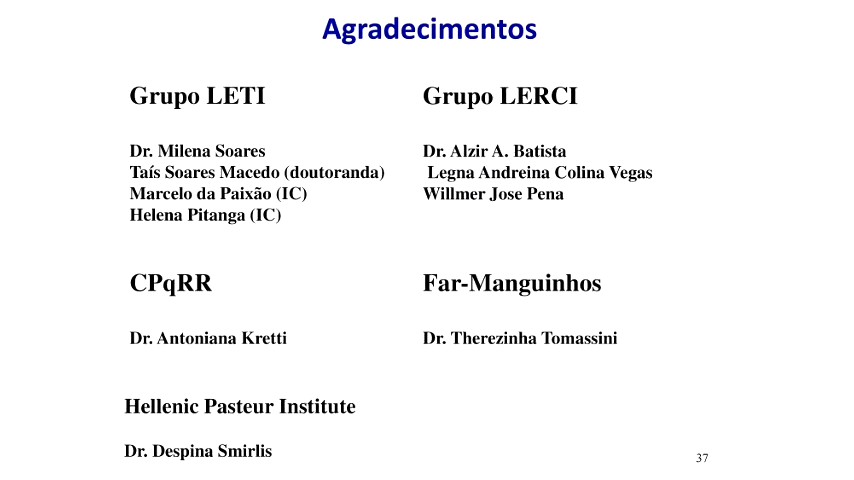 Agradecimentos
Grupo LETI
Dr. Milena Soares
Taís Soares Macedo (doutoranda)
Marcelo da Paixão (IC)
Helena Pitanga (IC)
Grupo LERCI
Dr. Alzir A. Batista
Legna Andreina Colina Vegas
Willmer Jose Pena
CPqRR
Dr. Antoniana Kretti
Far-Manguinhos
Dr. Therezinha Tomassini
Hellenic Pasteur Institute
Dr. Despina Smirlis
37